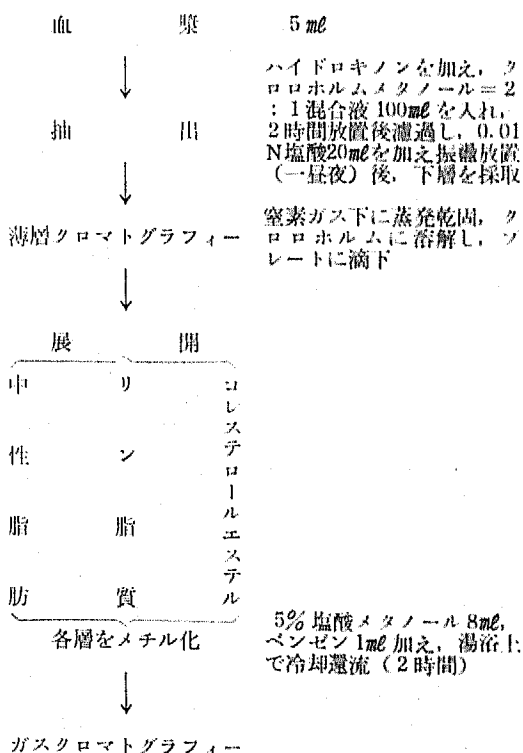 血漿 5㎖
↓
ハイドロキノンを加え，ク
ロロホルムメタノール＝2
：1混合液100㎖を入れ，
2時間放置後濾過し，0.01
N塩酸20㎖を加え振盪放置
（一昼夜）後，下層を採取
抽出
↓
窒素ガス下に蒸発乾固，ク
ロロホルムに溶解し，プ
レートに滴下
薄層クロマトグラフィー
↓
展開
中性脂肪
リン脂質
コレステロールエステル
各層をメチル化
5％塩酸メタノール8㎖，
ベンゼン1㎖加え，湯浴上
で冷却還流（2時間）
↓
ガスクロマトグラフィー